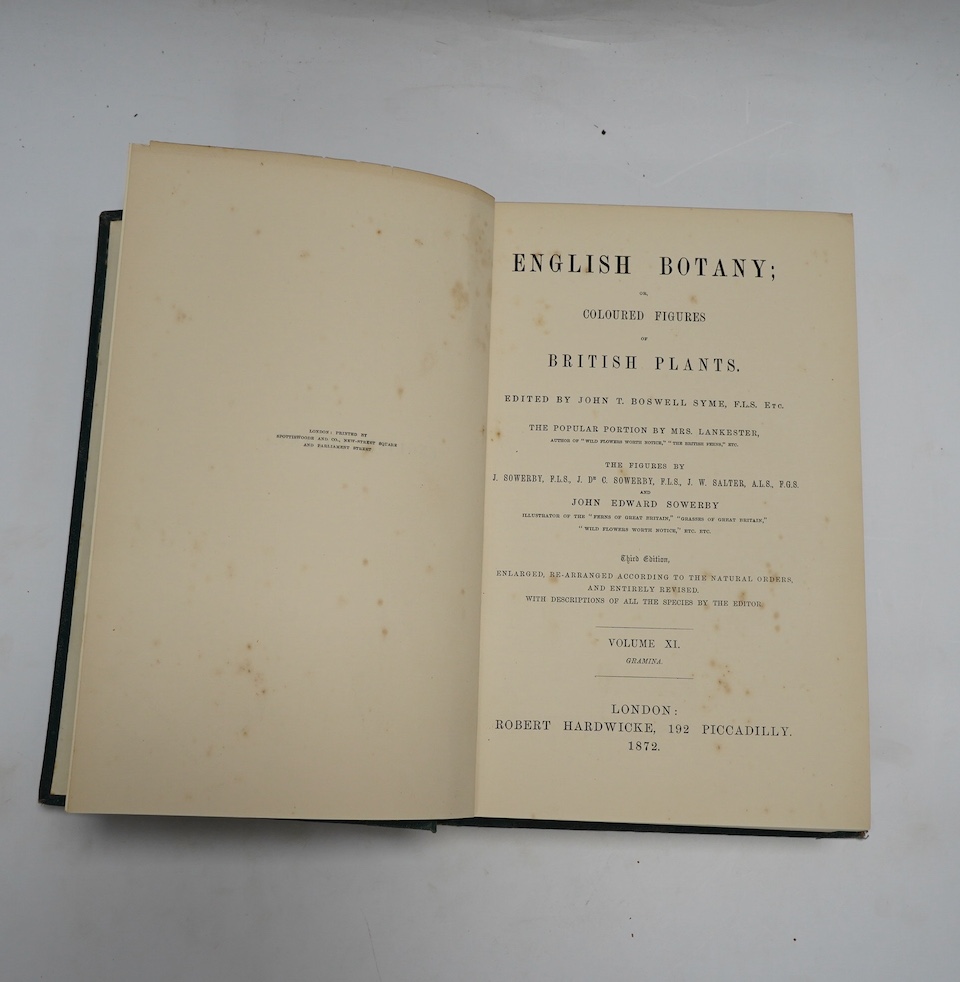 LONDON: PRINTED BY
SPOTTISWOODE AND CO., NEW-STREET SQUARE
AND PARLIAMENT STREET
ENGLISH BOTANY;
OR,
COLOURED FIGURES
OF
BRITISH PLANTS.
EDITED BY JOHN T. BOSWELL SYME, F.L.S. ETC.
THE POPULAR PORTION BY MRS. LANKESTER,
AUTHOR OF "WILD FLOWERS WORTH NOTICE," "THE BRITISH FERNS," ETC.
THE FIGURES BY
J. SOWERBY, F.L.S., J. DE C. SOWERBY, F.L.S., J. W. SALTER, A.L.S., F.G.S.
AND
JOHN EDWARD SOWERBY
ILLUSTRATOR OF THE "FERNS OF GREAT BRITAIN," "GRASSES OF GREAT BRITAIN,"
"WILD FLOWERS WORTH NOTICE," ETC. ETC.
Third Edition,
ENLARGED, RE-ARRANGED ACCORDING TO THE NATURAL ORDERS,
AND ENTIRELY REVISED.
WITH DESCRIPTIONS OF ALL THE SPECIES BY THE EDITOR.
VOLUME XI.
GRAMINA.
LONDON:
ROBERT HARDWICKE, 192 PICCADILLY.
1872.